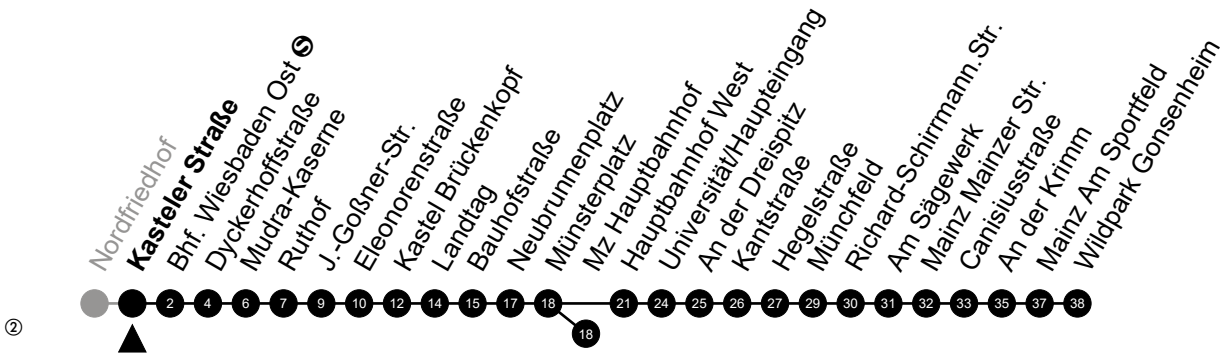 Nordfriedhof
Kasteler Straße
Bhf. Wiesbaden Ost Ⓢ
Dyckerhoffstraße
Mudra-Kaserne
Ruthof
J.-Goßner-Str.
Eleonorenstraße
Kastel Brückenkopf
Landtag
Bauhofstraße
Neubrunnenplatz
Münsterplatz
Mz Hauptbahnhof
Hauptbahnhof West
Universität/Haupteingang
An der Dreispitz
Kantstraße
Hegelstraße
Münchfeld
Richard-Schirrmann.Str.
Am Sägewerk
Mainz Mainzer Str.
Canisiusstraße
An der Krimm
Mainz Am Sportfeld
Wildpark Gonsenheim
2 4 6 7 9 10 12 14 15 17 18 21 24 25 26 27 29 30 31 32 33 35 37 38
② 18